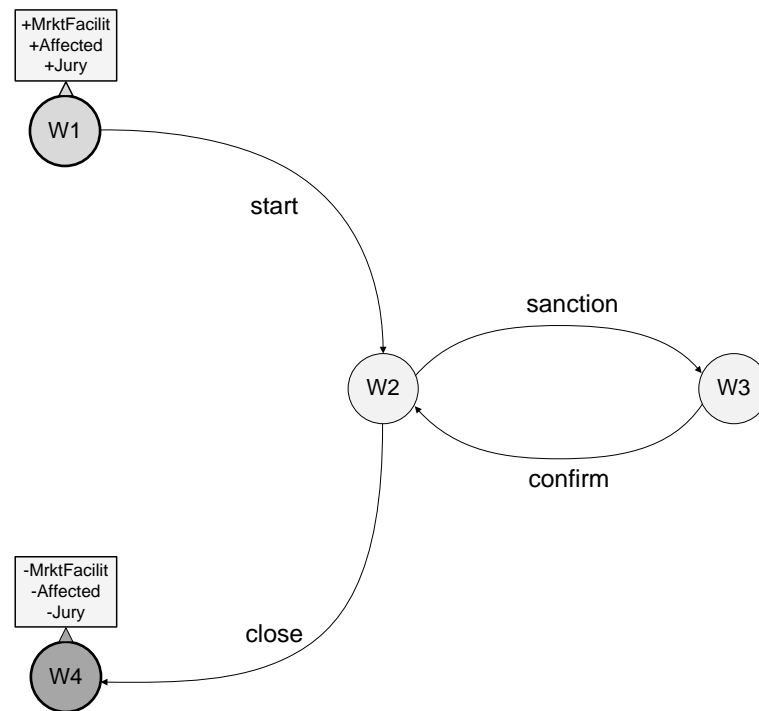 +MrktFacilit
+Affected
+Jury
W1
start
sanction
W2
W3
confirm
-MrktFacilit
-Affected
-Jury
close
W4